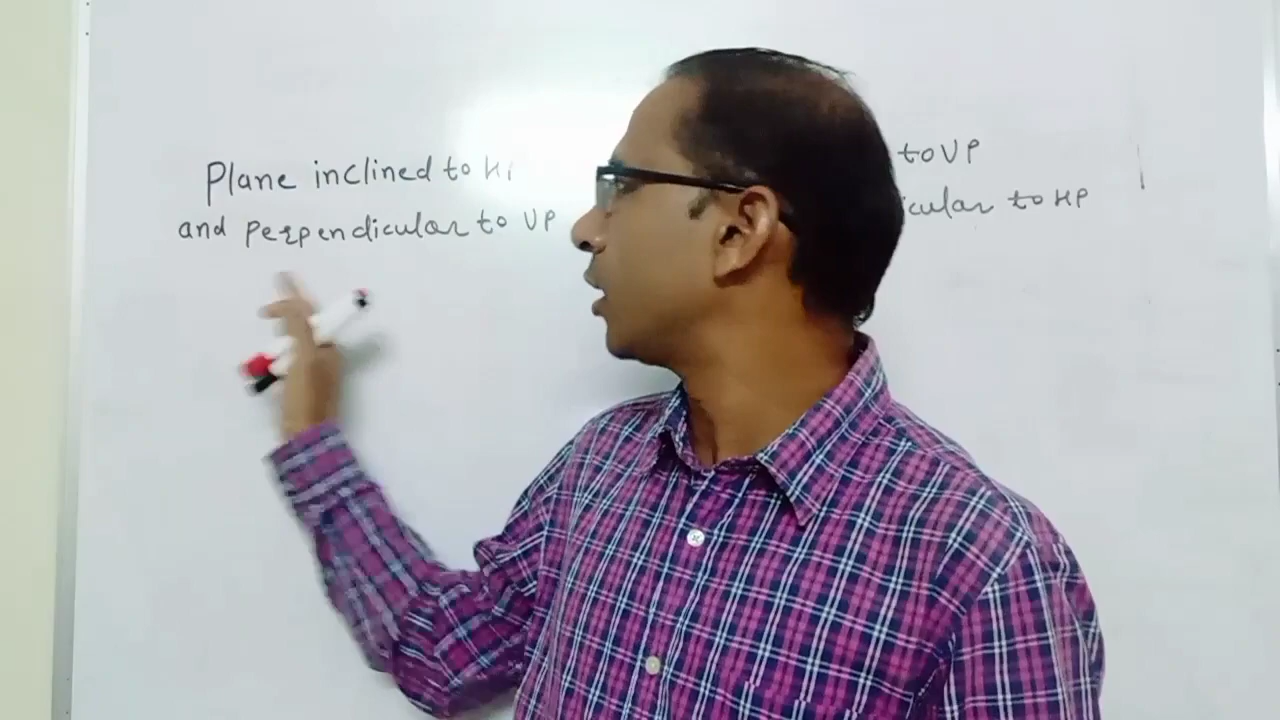 Plane inclined to
and perpendicular to VP
to VP
to HP